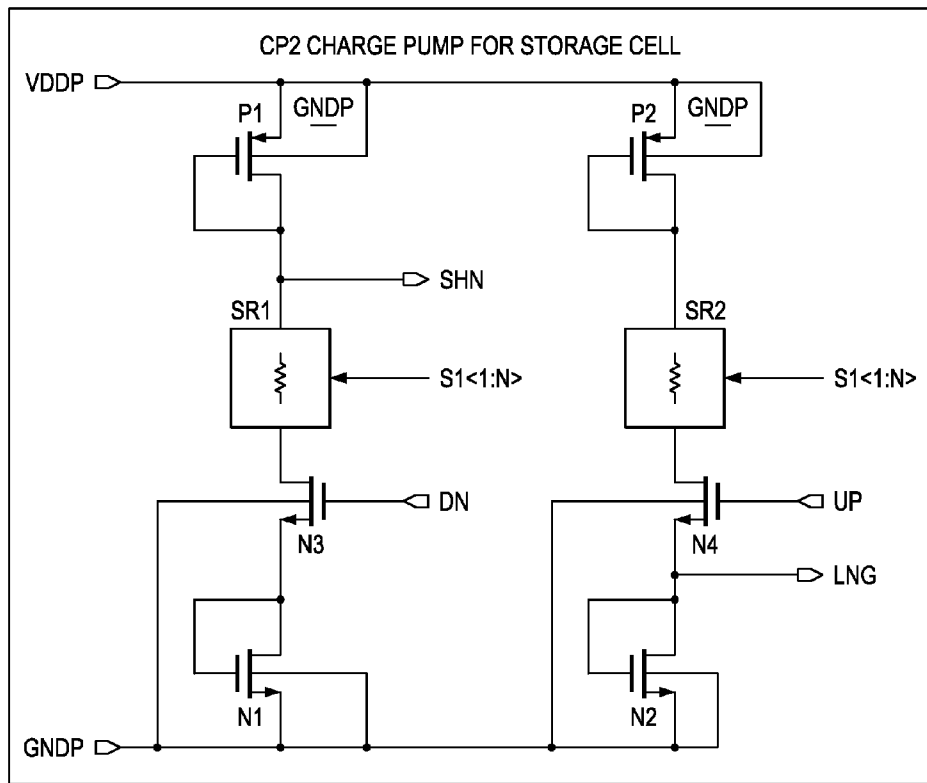 CP2 CHARGE PUMP FOR STORAGE CELL
VDDP
P1
GNDP
P2
GNDP
SHN
SR1
SR2
S1<1:N>
S1<1:N>
DN
UP
N3
N4
LNG
N1
N2
GNDP